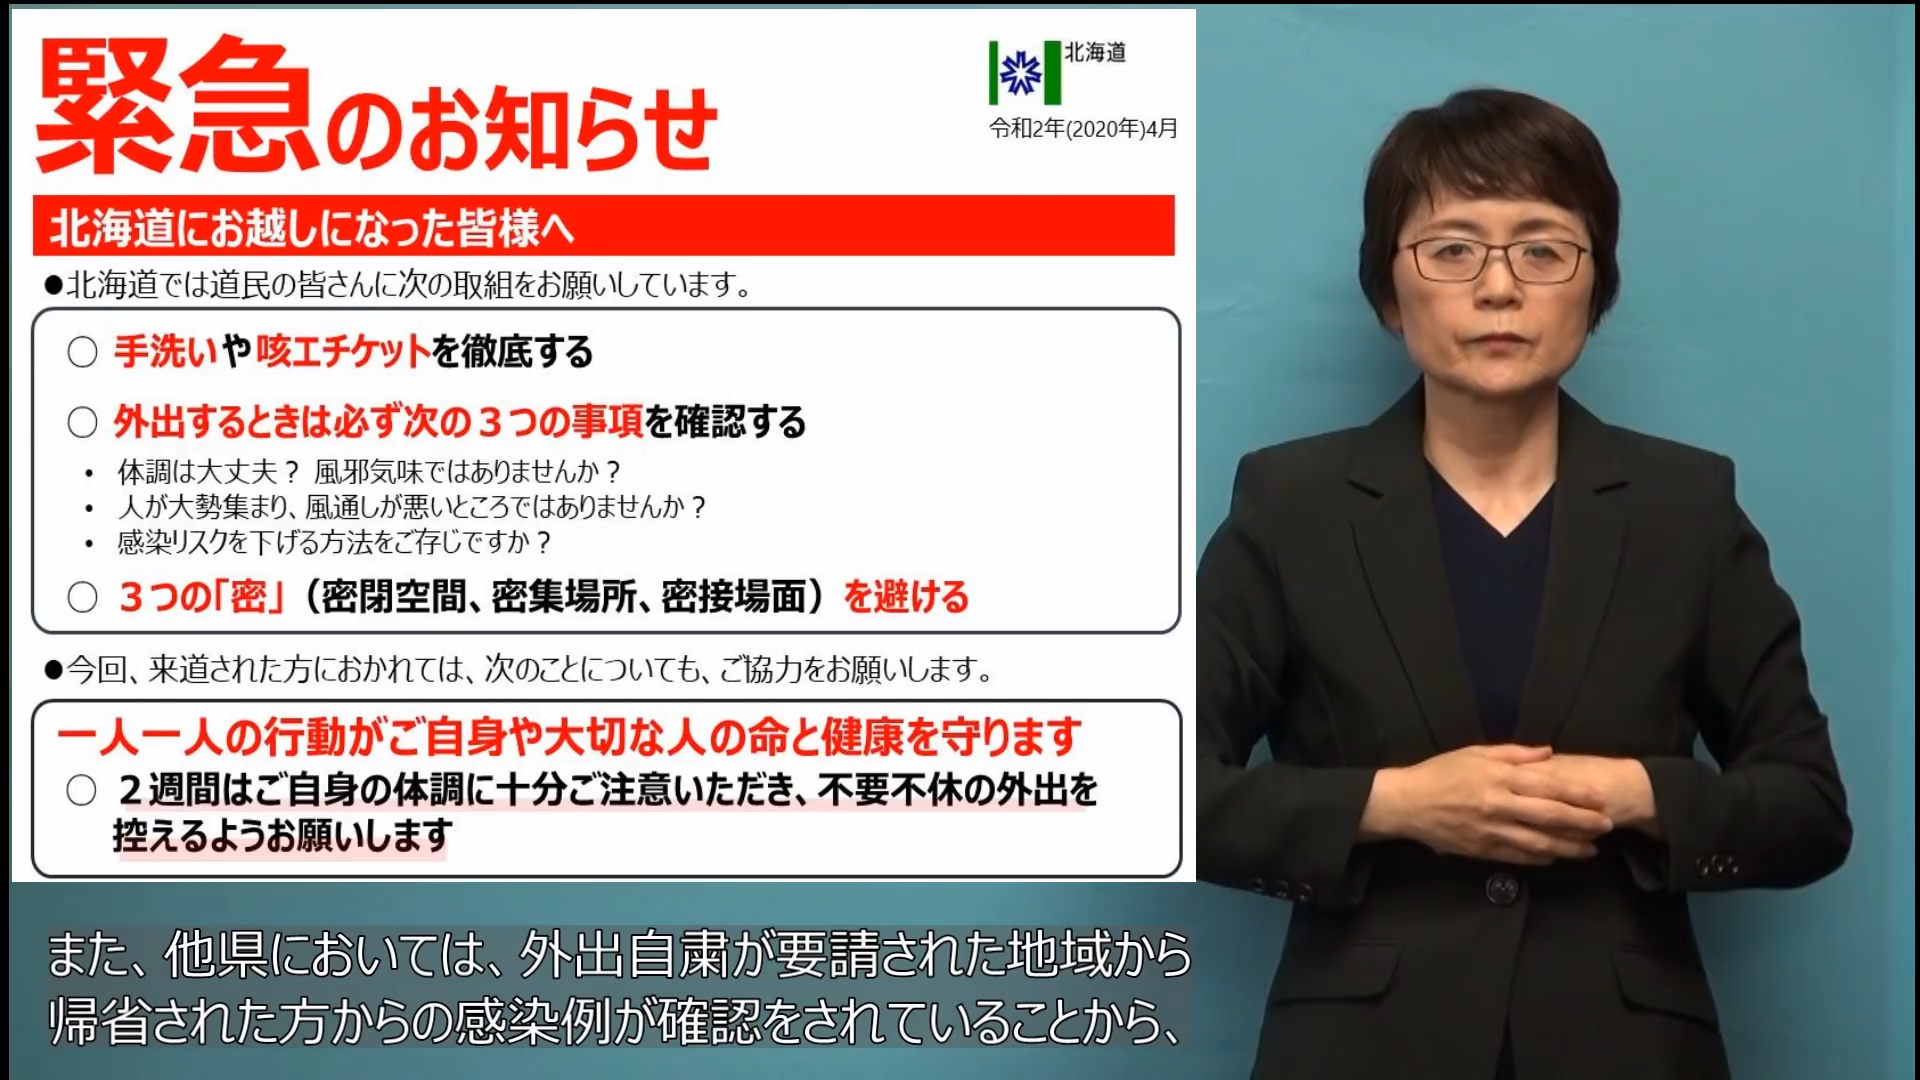 緊急のお知らせ
北海道
令和2年(2020年)4月
北海道にお越しになった皆様へ
●北海道では道民の皆さんに次の取組をお願いしています。
○ 手洗いや咳エチケットを徹底する
○ 外出するときは必ず次の３つの事項を確認する
• 体調は大丈夫？ 風邪気味ではありませんか？
• 人が大勢集まり、風通しが悪いところではありませんか？
• 感染リスクを下げる方法をご存じですか？
○ ３つの「密」（密閉空間、密集場所、密接場面）を避ける
●今回、来道された方におかれては、次のことについても、ご協力をお願いします。
一人一人の行動がご自身や大切な人の命と健康を守ります
○ ２週間はご自身の体調に十分ご注意いただき、不要不休の外出を
控えるようお願いします
また、他県においては、外出自粛が要請された地域から
帰省された方からの感染例が確認をされていることから、